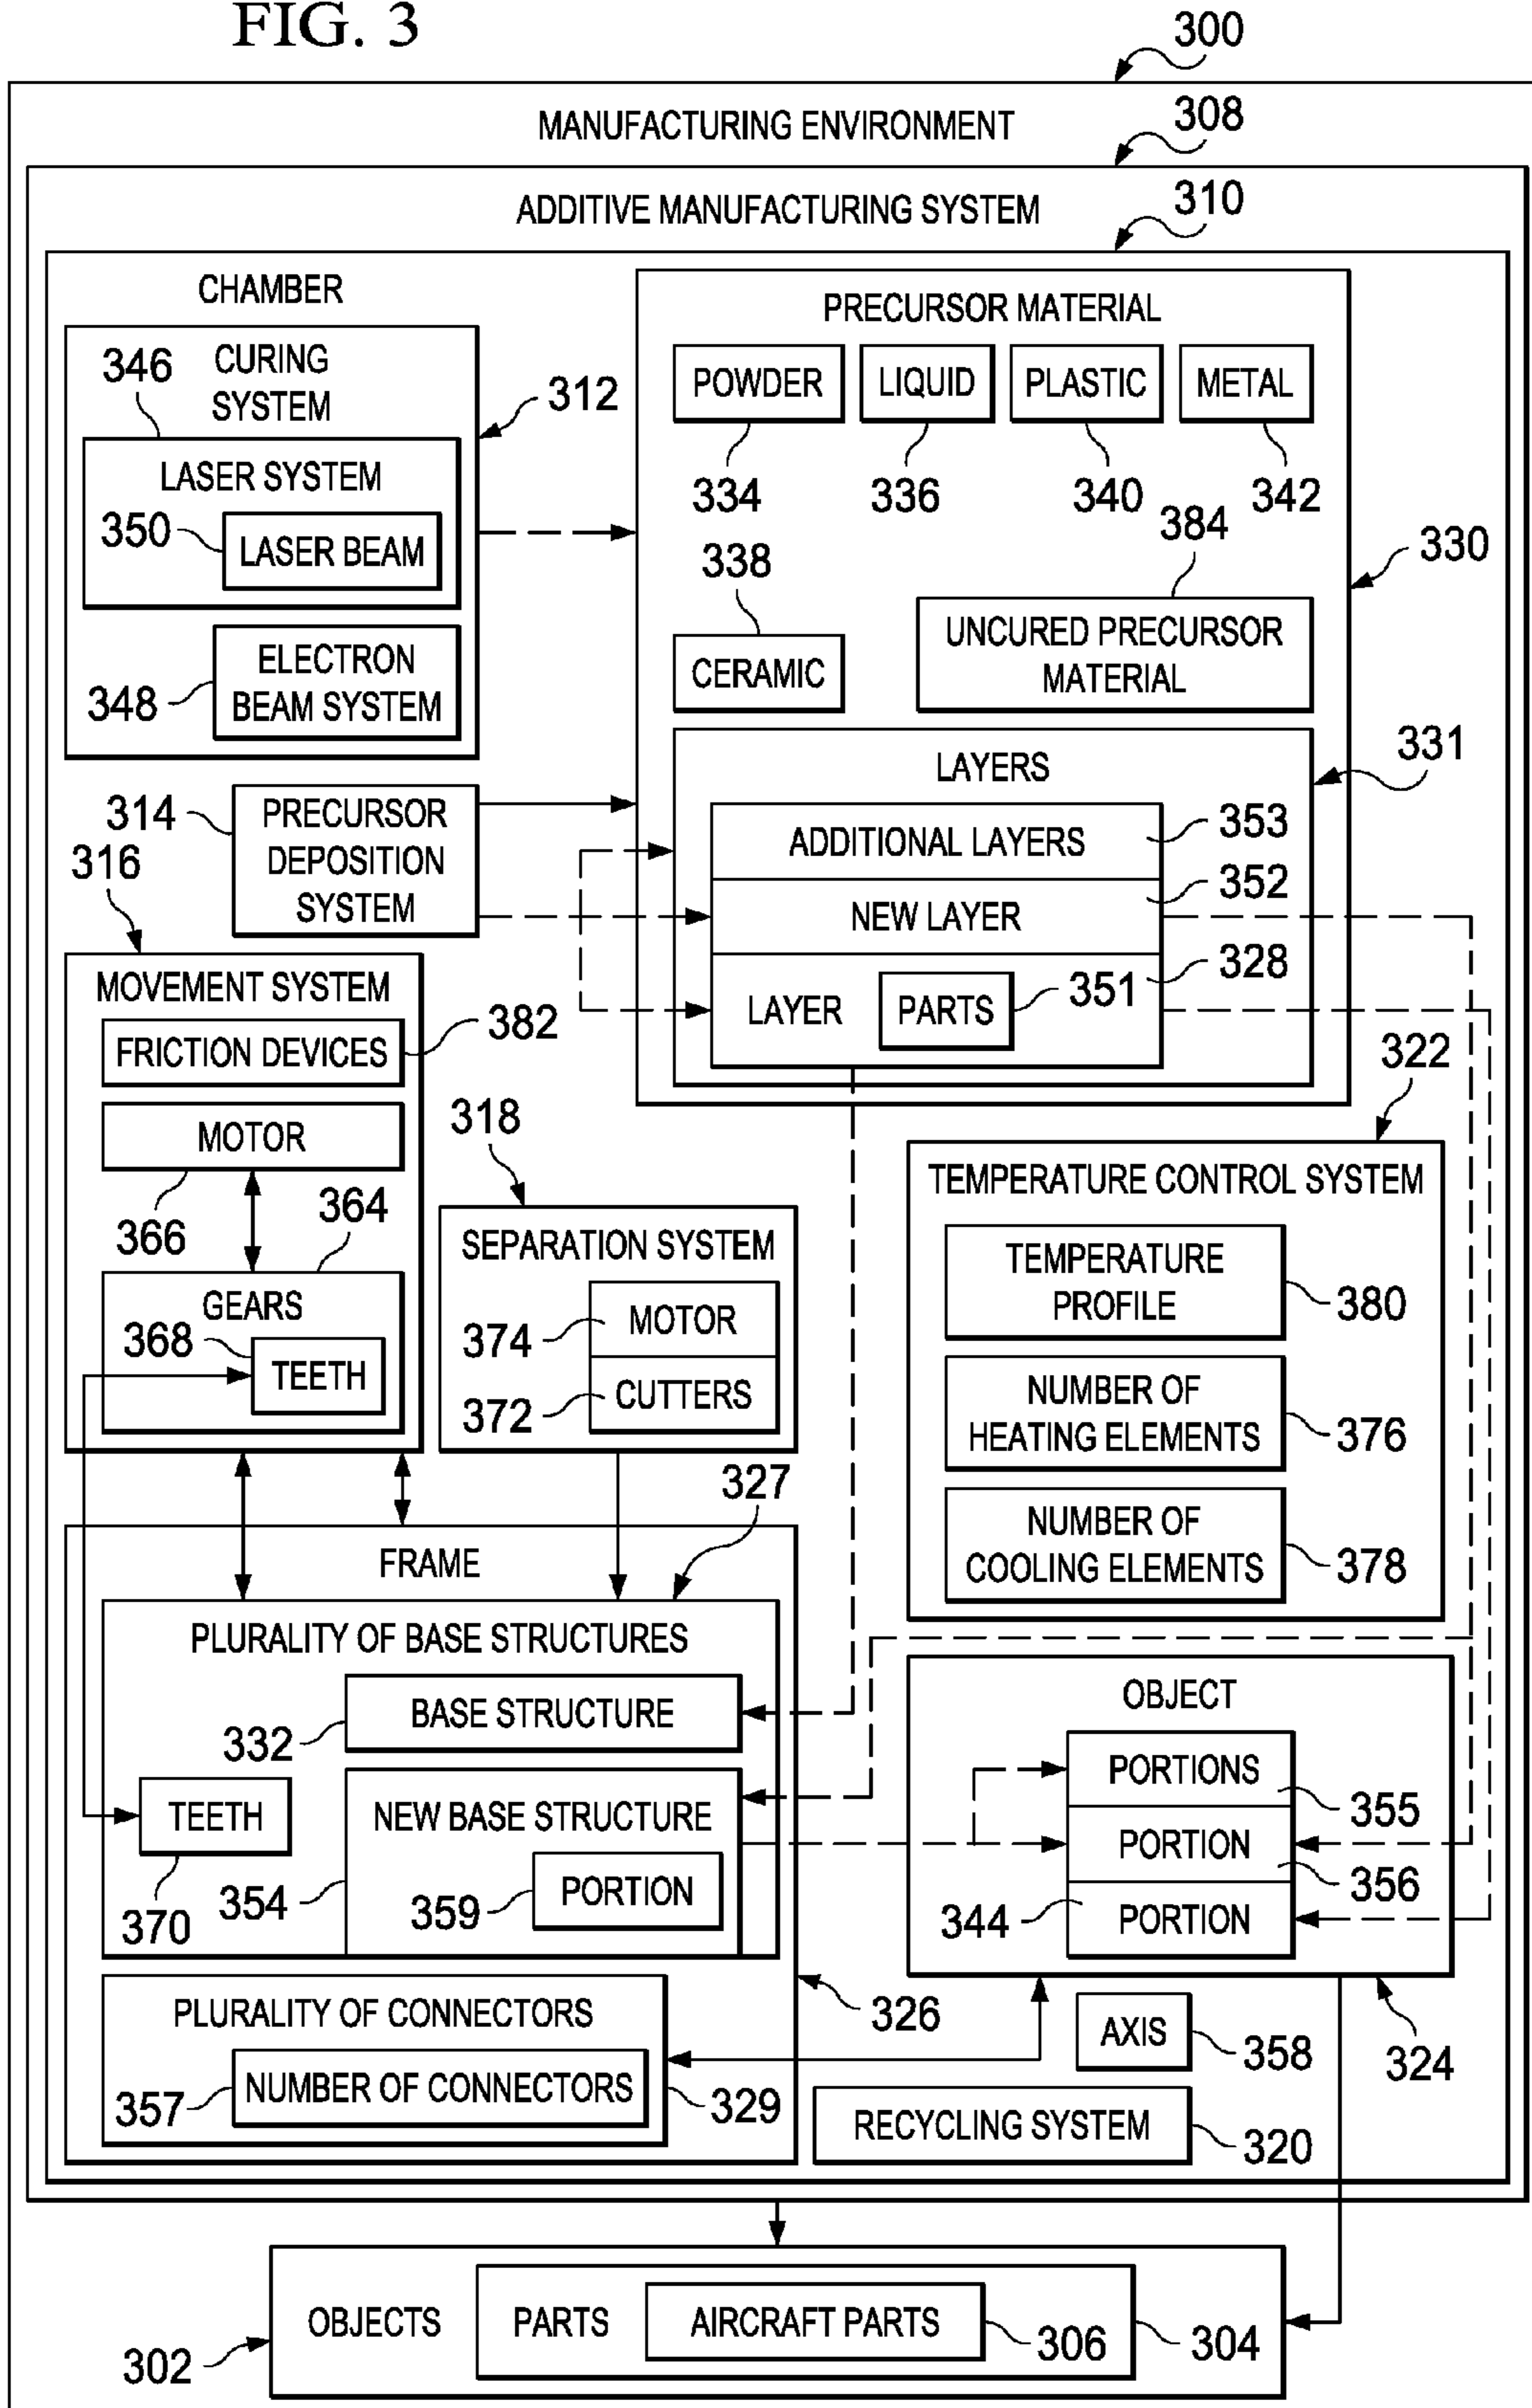 FIG. 3
300
MANUFACTURING ENVIRONMENT
308
ADDITIVE MANUFACTURING SYSTEM
310
CHAMBER
346
CURING
SYSTEM
312
LASER SYSTEM
350
LASER BEAM
348
ELECTRON
BEAM SYSTEM
PRECURSOR MATERIAL
POWDER
LIQUID
PLASTIC
METAL
334
336
340
342
384
330
338
CERAMIC
UNCURED PRECURSOR
MATERIAL
331
LAYERS
ADDITIONAL LAYERS
353
352
NEW LAYER
328
LAYER
PARTS
351
314
PRECURSOR
DEPOSITION
SYSTEM
316
MOVEMENT SYSTEM
FRICTION DEVICES
382
MOTOR
366
364
GEARS
368
TEETH
318
SEPARATION SYSTEM
374
MOTOR
372
CUTTERS
322
TEMPERATURE CONTROL SYSTEM
TEMPERATURE
PROFILE
380
NUMBER OF
HEATING ELEMENTS
376
NUMBER OF
COOLING ELEMENTS
378
327
FRAME
PLURALITY OF BASE STRUCTURES
332
BASE STRUCTURE
TEETH
370
NEW BASE STRUCTURE
354
359
PORTION
OBJECT
PORTIONS
355
PORTION
356
344
PORTION
326
PLURALITY OF CONNECTORS
357
NUMBER OF CONNECTORS
329
AXIS
358
324
RECYCLING SYSTEM
320
302
OBJECTS
PARTS
AIRCRAFT PARTS
306
304